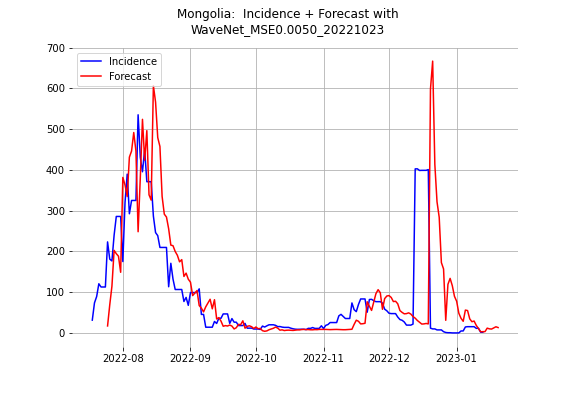 Mongolia:  Incidence + Forecast with
WaveNet_MSE0.0050_20221023
700
600
500
400
300
200
100
0
Incidence
Forecast
2022-08 2022-09 2022-10 2022-11 2022-12 2023-01